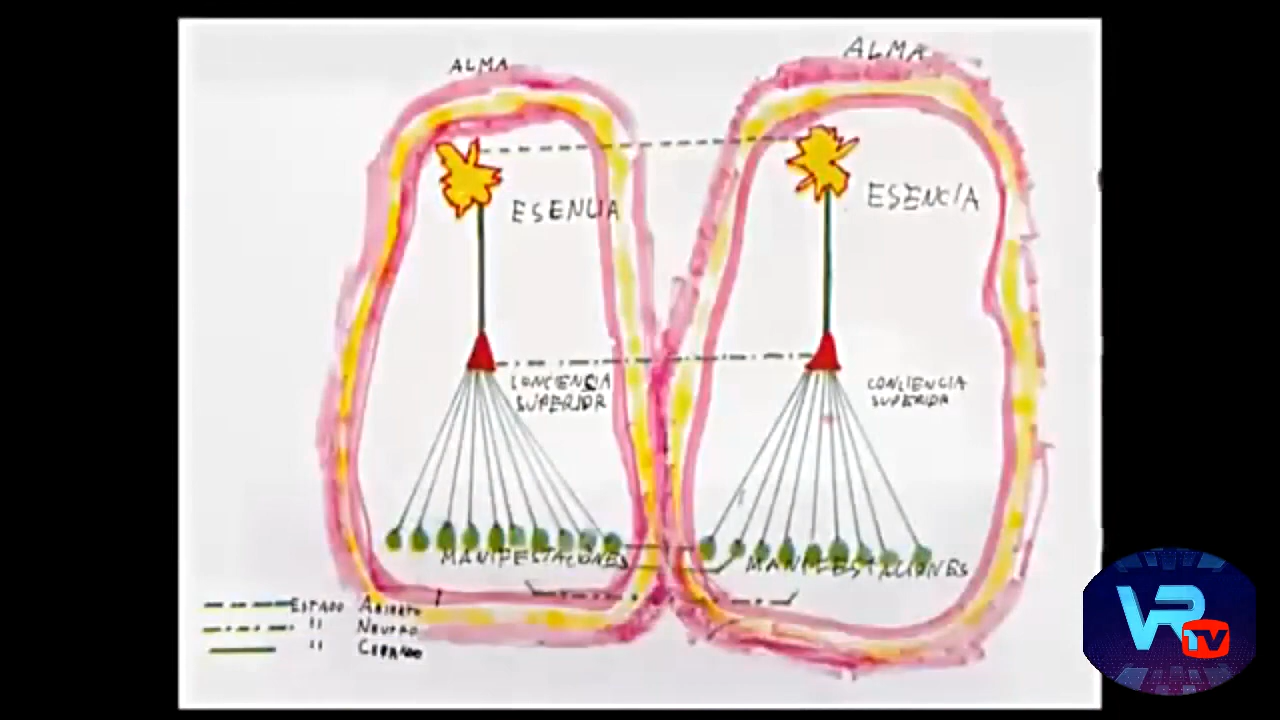 ALMA
ALMA
ESENCIA
ESENCIA
CONCIENCIA
SUPERIOR
CONCIENCIA
SUPERIOR
MANIFESTACIONES
MANIFESTACIONES
ESTADO ABIERTO
" NEUTRO
" CERRADO
VR
TV